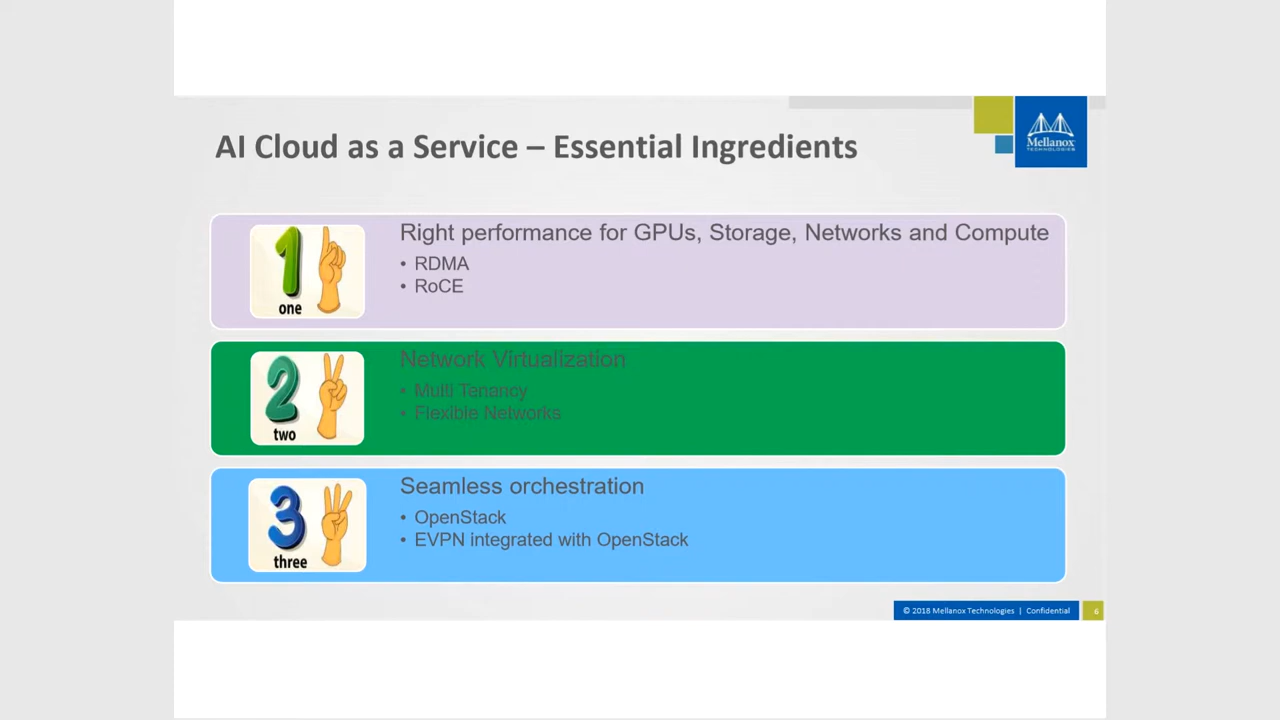 AI Cloud as a Service – Essential Ingredients
Mellanox
TECHNOLOGIES
1
one
Right performance for GPUs, Storage, Networks and Compute
• RDMA
• RoCE
2
two
Network Virtualization
• Multi Tenancy
• Flexible Networks
3
three
Seamless orchestration
• OpenStack
• EVPN integrated with OpenStack
© 2018 Mellanox Technologies | Confidential
6